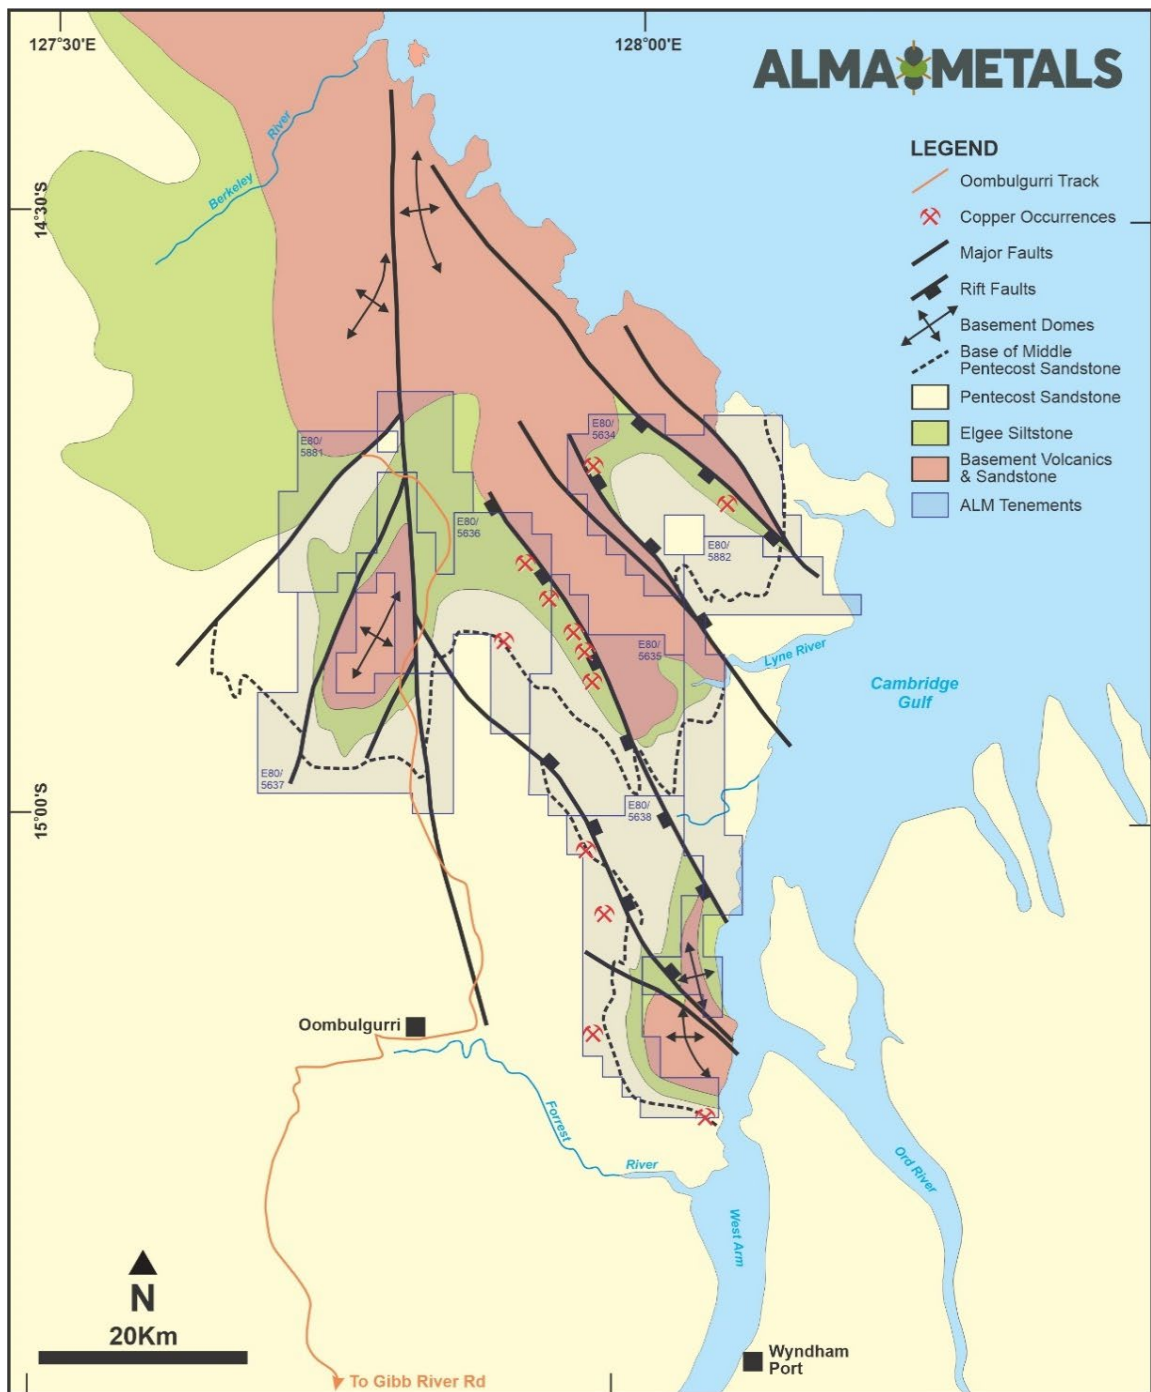 127°30'E
128°00'E
ALMA METALS
LEGEND
Oombulgurri Track
Copper Occurrences
Major Faults
Rift Faults
Basement Domes
Base of Middle
Pentecost Sandstone
Pentecost Sandstone
Elgee Siltstone
Basement Volcanics
& Sandstone
ALM Tenements
Berkeley
River
14°30'S
E80/
5881
E80/
5634
E80/
5636
E80/
5882
E80/
5635
Lyne River
Cambridge
Gulf
E80/
5637
E80/
5638
15°00'S
Oombulgurri
Forrest
River
Ord River
West Arm
N
20Km
Wyndham
Port
To Gibb River Rd